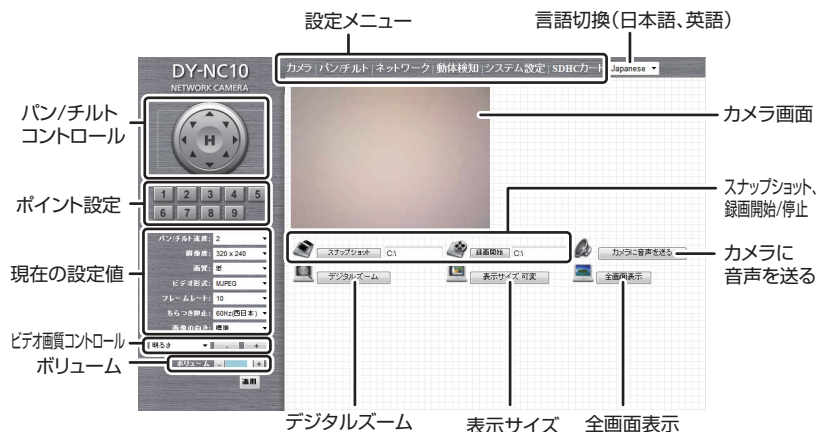 設定メニュー
言語切換(日本語、英語)
DY-NC10
NETWORK CAMERA
カメラ|パン/チルト|ネットワーク|動体検知|システム設定|SDHCカード
Japanese
パン/チルト
コントロール
H
カメラ画面
ポイント設定
1 2 3 4 5
6 7 8 9
スナップショット、
録画開始/停止
現在の設定値
パン/チルト速度: 2
解像度: 320 x 240
画質: 低
ビデオ形式: MJPEG
フレームレート: 10
ちらつき抑止: 60Hz(西日本)
画像の向き: 標準
スナップショット C:\
録画開始 C:\
カメラに音声を送る
デジタルズーム
表示サイズ 可変
全画面表示
カメラに
音声を送る
ビデオ画質コントロール
明るさ - +
ボリューム
ボリューム - +
適用
デジタルズーム
表示サイズ
全画面表示